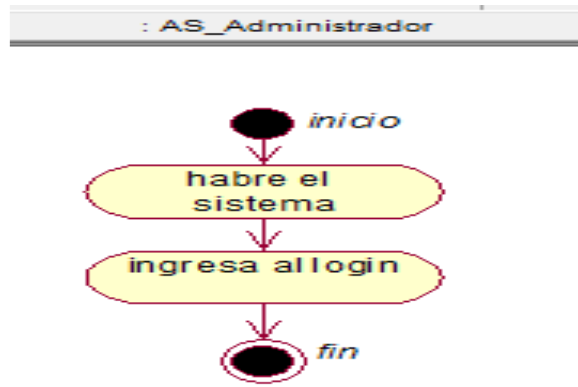 : AS_Administrador
inicio
habre el
sistema
ingresa al login
fin